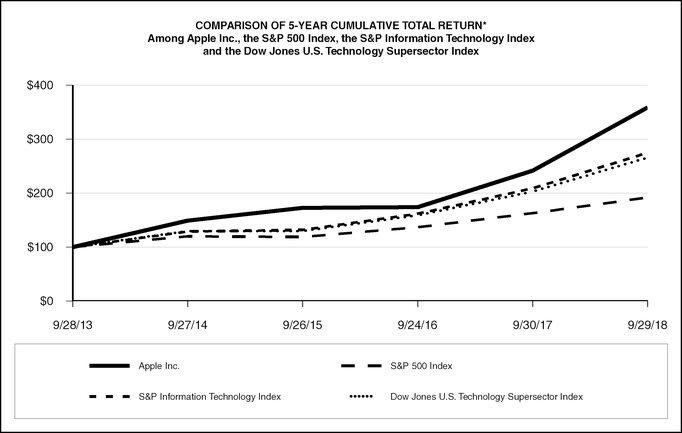 COMPARISON OF 5-YEAR CUMULATIVE TOTAL RETURN*
Among Apple Inc., the S&P 500 Index, the S&P Information Technology Index
and the Dow Jones U.S. Technology Supersector Index
$400
$300
$200
$100
$0
9/28/13 9/27/14 9/26/15 9/24/16 9/30/17 9/29/18
Apple Inc. S&P 500 Index
S&P Information Technology Index Dow Jones U.S. Technology Supersector Index